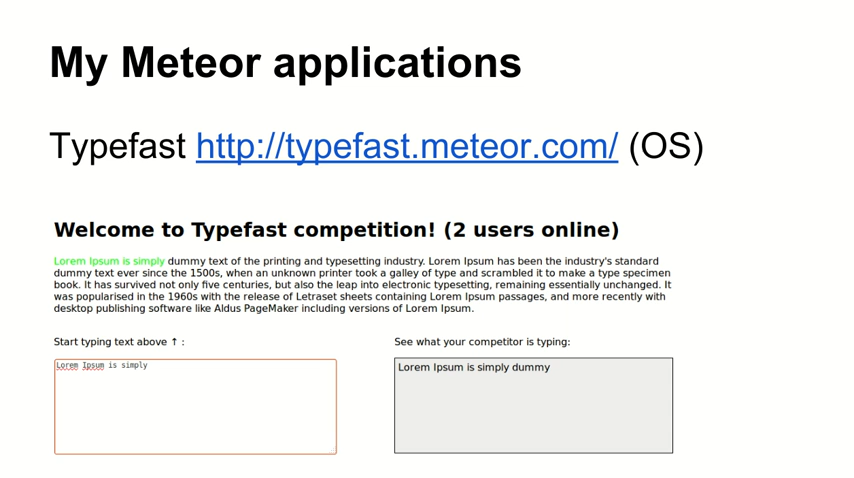 My Meteor applications
Typefast http://typefast.meteor.com/ (OS)
Welcome to Typefast competition! (2 users online)
Lorem Ipsum is simply dummy text of the printing and typesetting industry. Lorem Ipsum has been the industry's standard
dummy text ever since the 1500s, when an unknown printer took a galley of type and scrambled it to make a type specimen
book. It has survived not only five centuries, but also the leap into electronic typesetting, remaining essentially unchanged. It
was popularised in the 1960s with the release of Letraset sheets containing Lorem Ipsum passages, and more recently with
desktop publishing software like Aldus PageMaker including versions of Lorem Ipsum.
Start typing text above ↑ :
See what your competitor is typing:
Lorem Ipsum is simply
Lorem Ipsum is simply dummy